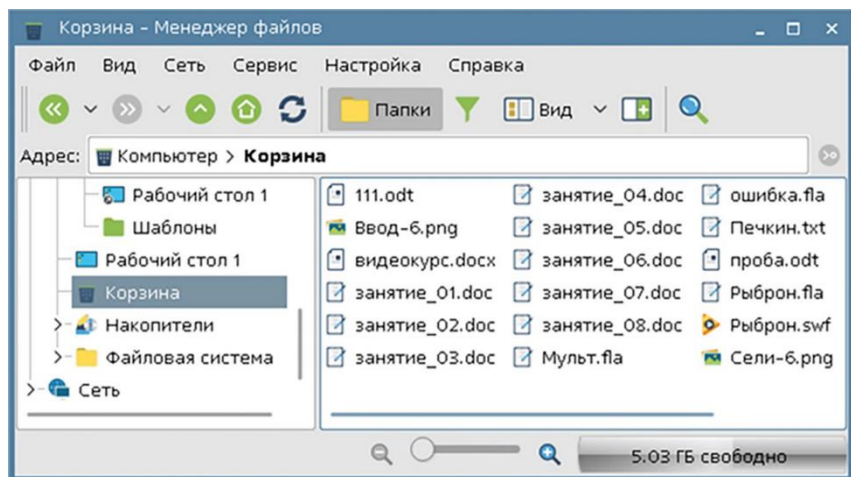 Корзина – Менеджер файлов
Файл Вид Сеть Сервис Настройка Справка
Папки Вид
Адрес: Компьютер > Корзина
Рабочий стол 1
Шаблоны
Рабочий стол 1
Корзина
Накопители
Файловая система
Сеть
111.odt
Ввод-6.png
видеокурс.docx
занятие_01.doc
занятие_02.doc
занятие_03.doc
занятие_04.doc
занятие_05.doc
занятие_06.doc
занятие_07.doc
занятие_08.doc
Мульт.fla
ошибка.fla
Печкин.txt
проба.odt
Рыброн.fla
Рыброн.swf
Сели-6.png
5.03 ГБ свободно